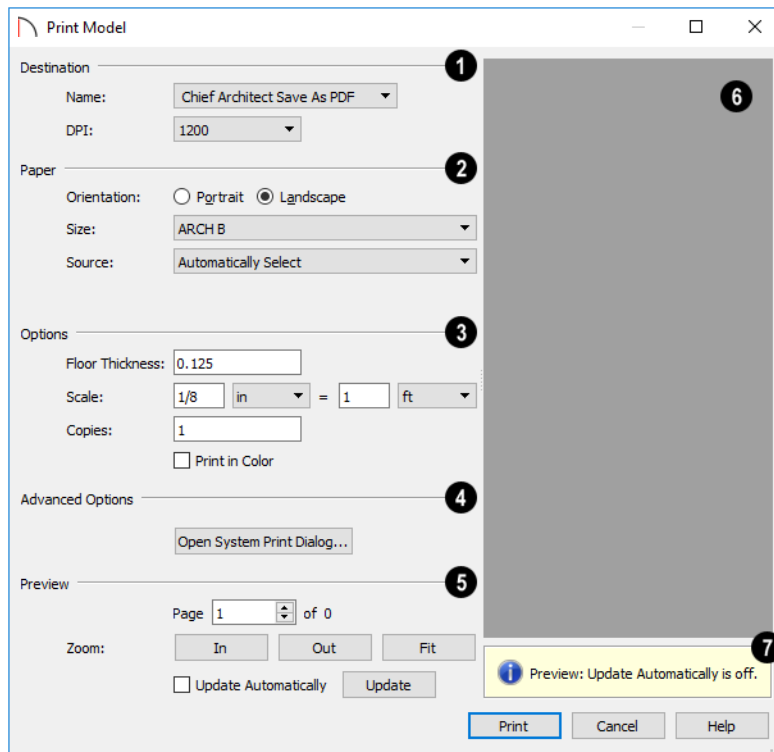 Print Model
Destination 1
Name: Chief Architect Save As PDF
DPI: 1200
Paper 2
Orientation: Portrait Landscape
Size: ARCH B
Source: Automatically Select
Options 3
Floor Thickness: 0.125
Scale: 1/8 in = 1 ft
Copies: 1
Print in Color
Advanced Options 4
Open System Print Dialog...
Preview 5
Page 1 of 0
Zoom: In Out Fit
Update Automatically Update
6
7
Preview: Update Automatically is off.
Print Cancel Help